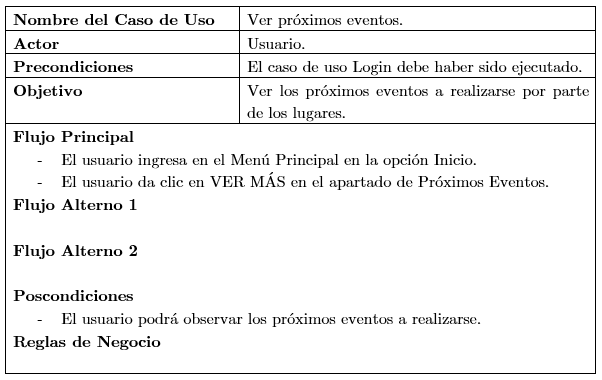 Nombre del Caso de Uso Ver próximos eventos.
Actor Usuario.
Precondiciones El caso de uso Login debe haber sido ejecutado.
Objetivo Ver los próximos eventos a realizarse por parte
de los lugares.
Flujo Principal
- El usuario ingresa en el Menú Principal en la opción Inicio.
- El usuario da clic en VER MÁS en el apartado de Próximos Eventos.
Flujo Alterno 1
Flujo Alterno 2
Poscondiciones
- El usuario podrá observar los próximos eventos a realizarse.
Reglas de Negocio